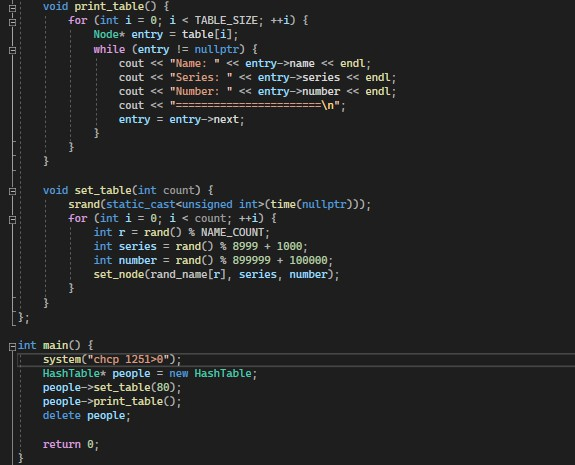 void print_table() {
for (int i = 0; i < TABLE_SIZE; ++i) {
Node* entry = table[i];
while (entry != nullptr) {
cout << "Name: " << entry->name << endl;
cout << "Series: " << entry->series << endl;
cout << "Number: " << entry->number << endl;
cout << "=======================\n";
entry = entry->next;
}
}
}
void set_table(int count) {
srand(static_cast<unsigned int>(time(nullptr)));
for (int i = 0; i < count; ++i) {
int r = rand() % NAME_COUNT;
int series = rand() % 8999 + 1000;
int number = rand() % 899999 + 100000;
set_node(rand_name[r], series, number);
}
}
};
int main() {
system("chcp 1251>0");
HashTable* people = new HashTable;
people->set_table(80);
people->print_table();
delete people;
return 0;
}